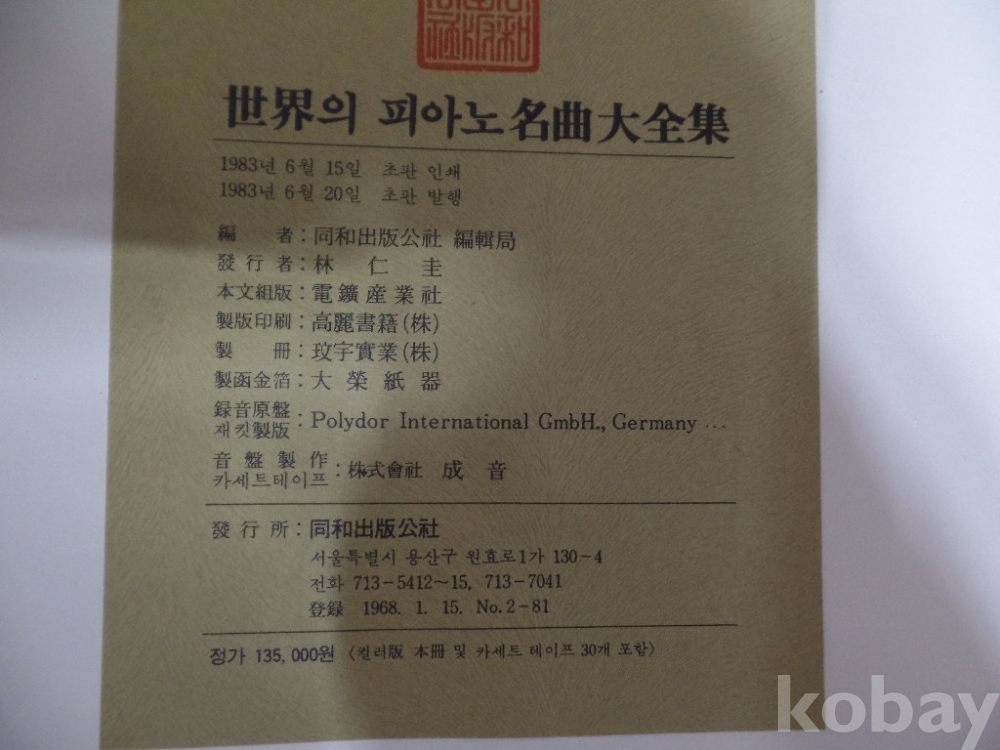 世界의 피아노 名曲大全集
1983년 6월 15일 초판 인쇄
1983년 6월 20일 초판 발행
編 者 : 同和出版公社 編輯局
發行者 : 林 仁 圭
本文組版 : 電鑛産業社
製版印刷 : 高麗書籍(株)
製 冊 : 玟宇實業(株)
製函金箔 : 大榮紙器
録音原盤
재킷製版 : Polydor International GmbH., Germany …
音盤製作
카세트테이프 : 株式會社 成音
發行所 : 同和出版公社
서울특별시 용산구 원효로1가 130-4
전화 713-5412~15, 713-7041
登録 1968. 1. 15. No.2-81
정가 135,000원 〈컬러版 本冊 및 카세트 테이프 30개 포함〉
kobay